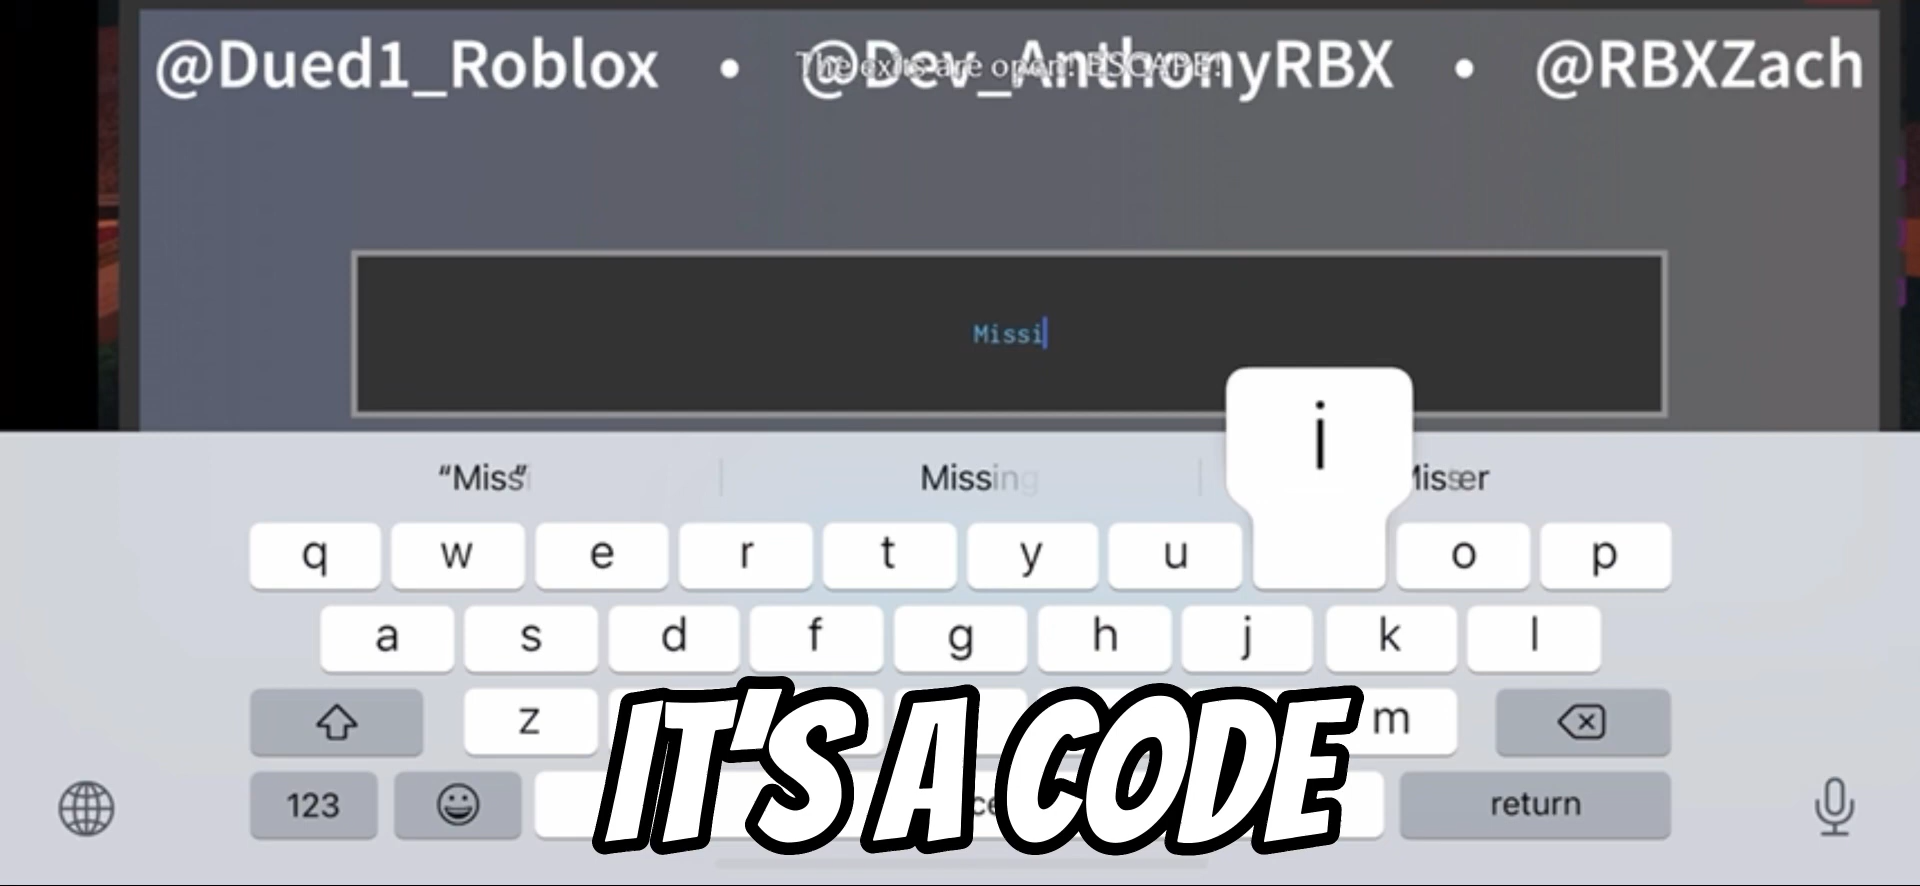 @Dued1_Roblox • @Dev_AnthonyRBX • @RBXZach
The exits are open! ESCAPE!
Missi
i
“Miss” Missing Misser
q w e r t y u o p
a s d f g h j k l
z m
123 return
IT'S A CODE